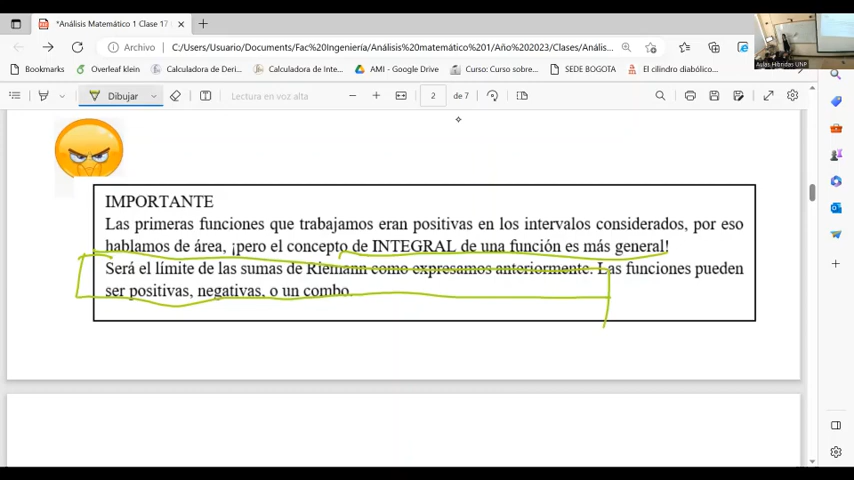 *Análisis Matemático 1 Clase 17
Archivo
C:/Users/Usuario/Documents/Fac%20Ingeniería/Análisis%20matemático%201/Año%202023/Clases/Anális...
Bookmarks
Overleaf klein
Calculadora de Deri...
Calculadora de Inte...
AMI - Google Drive
Curso: Curso sobre...
SEDE BOGOTA
El cilindro diabólic...
Aulas Híbridas UNP
Dibujar
Lectura en voz alta
2
de 7
IMPORTANTE
Las primeras funciones que trabajamos eran positivas en los intervalos considerados, por eso
hablamos de área, ¡pero el concepto de INTEGRAL de una función es más general!
Será el límite de las sumas de Riemann como expresamos anteriormente. Las funciones pueden
ser positivas, negativas, o un combo.